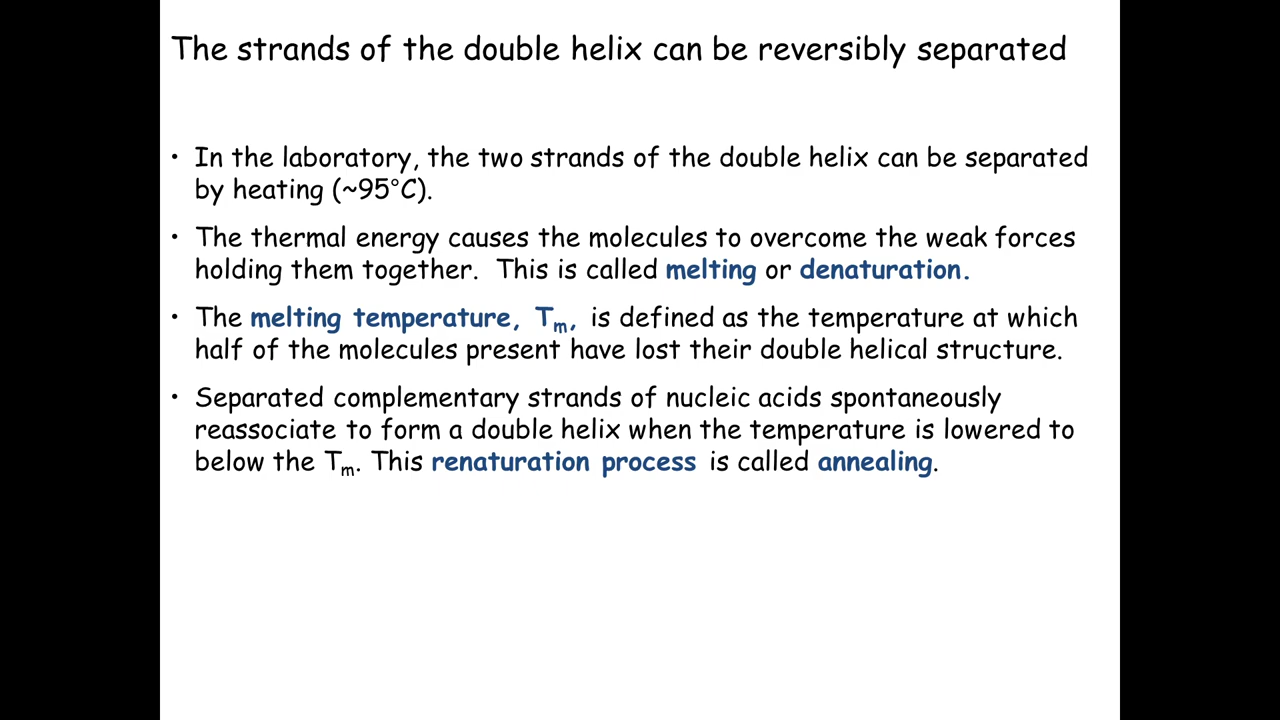 The strands of the double helix can be reversibly separated
• In the laboratory, the two strands of the double helix can be separated
by heating (~95°C).
• The thermal energy causes the molecules to overcome the weak forces
holding them together. This is called melting or denaturation.
• The melting temperature, Tm, is defined as the temperature at which
half of the molecules present have lost their double helical structure.
• Separated complementary strands of nucleic acids spontaneously
reassociate to form a double helix when the temperature is lowered to
below the Tm. This renaturation process is called annealing.